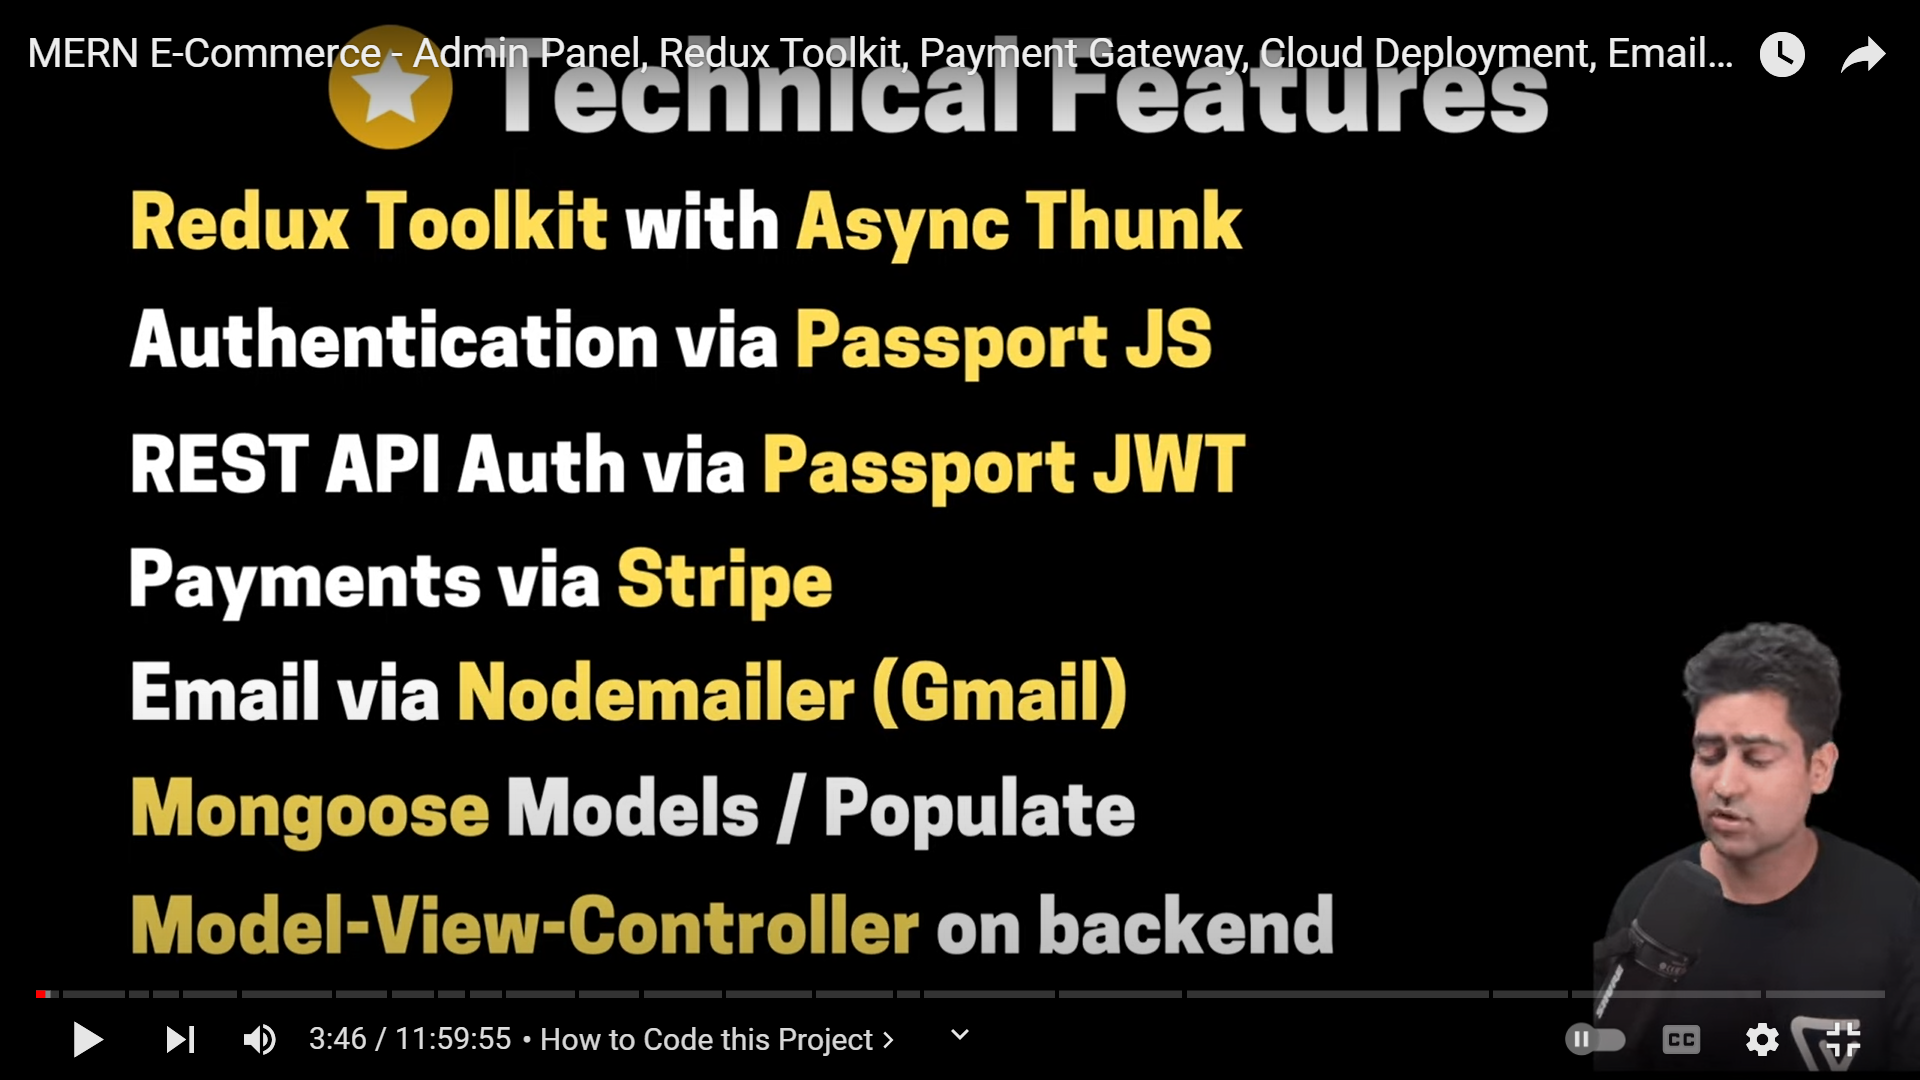 MERN E-Commerce - Admin Panel, Redux Toolkit, Payment Gateway, Cloud Deployment, Email...
Technical Features
Redux Toolkit with Async Thunk
Authentication via Passport JS
REST API Auth via Passport JWT
Payments via Stripe
Email via Nodemailer (Gmail)
Mongoose Models / Populate
Model-View-Controller on backend
3:46 / 11:59:55 • How to Code this Project >
CC
SHURE